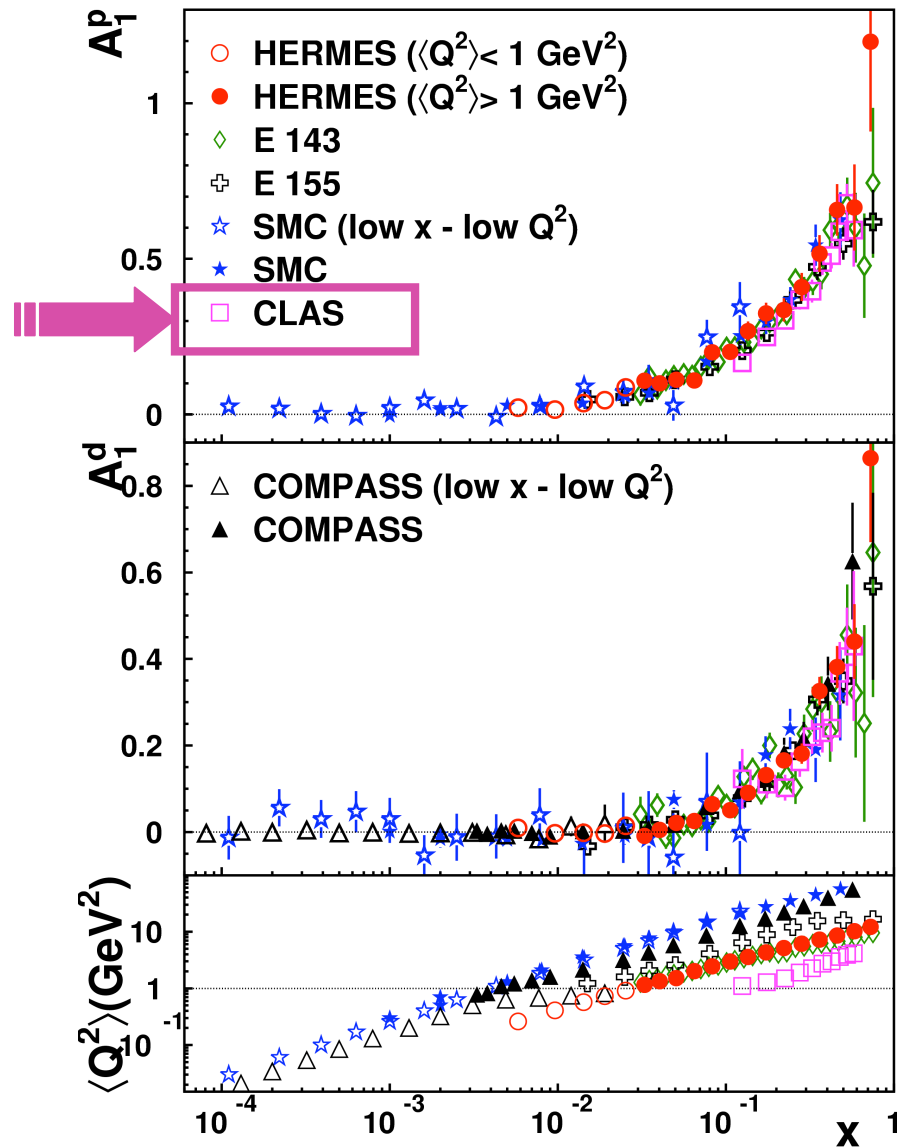 A₁ᵖ
HERMES (⟨Q²⟩< 1 GeV²)
HERMES (⟨Q²⟩> 1 GeV²)
E 143
E 155
SMC (low x - low Q²)
SMC
CLAS
1
0.5
0
A₁ᵈ
COMPASS (low x - low Q²)
COMPASS
0.8
0.6
0.4
0.2
0
⟨Q²⟩(GeV²)
10
1
10⁻¹
10⁻⁴ 10⁻³ 10⁻² 10⁻¹ 1
x